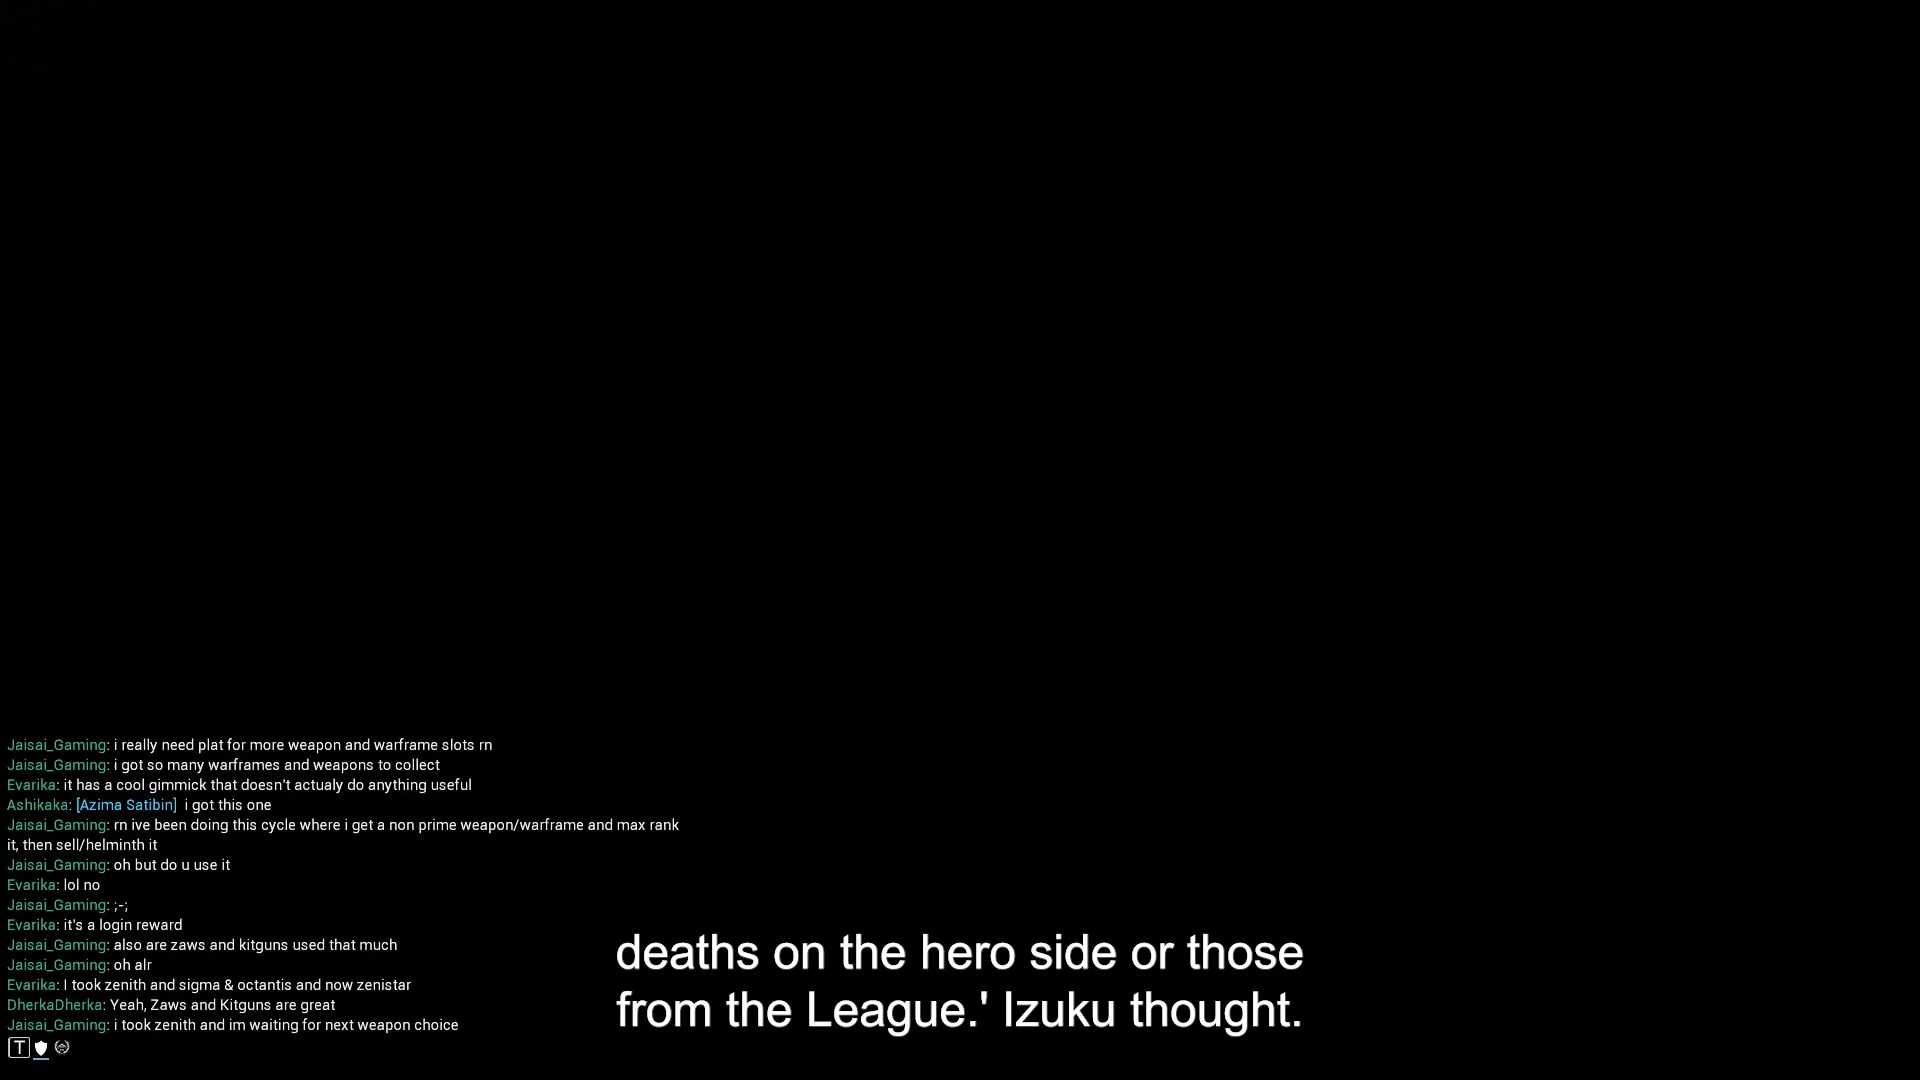 Jaisai_Gaming: i really need plat for more weapon and warframe slots rn
Jaisai_Gaming: i got so many warframes and weapons to collect
Evarika: it has a cool gimmick that doesn't actualy do anything useful
Ashikaka: [Azima Satibin] i got this one
Jaisai_Gaming: rn ive been doing this cycle where i get a non prime weapon/warframe and max rank
it, then sell/helminth it
Jaisai_Gaming: oh but do u use it
Evarika: lol no
Jaisai_Gaming: ;-;
Evarika: it's a login reward
Jaisai_Gaming: also are zaws and kitguns used that much
Jaisai_Gaming: oh alr
Evarika: I took zenith and sigma & octantis and now zenistar
DherkaDherka: Yeah, Zaws and Kitguns are great
Jaisai_Gaming: i took zenith and im waiting for next weapon choice
T
deaths on the hero side or those
from the League.' Izuku thought.